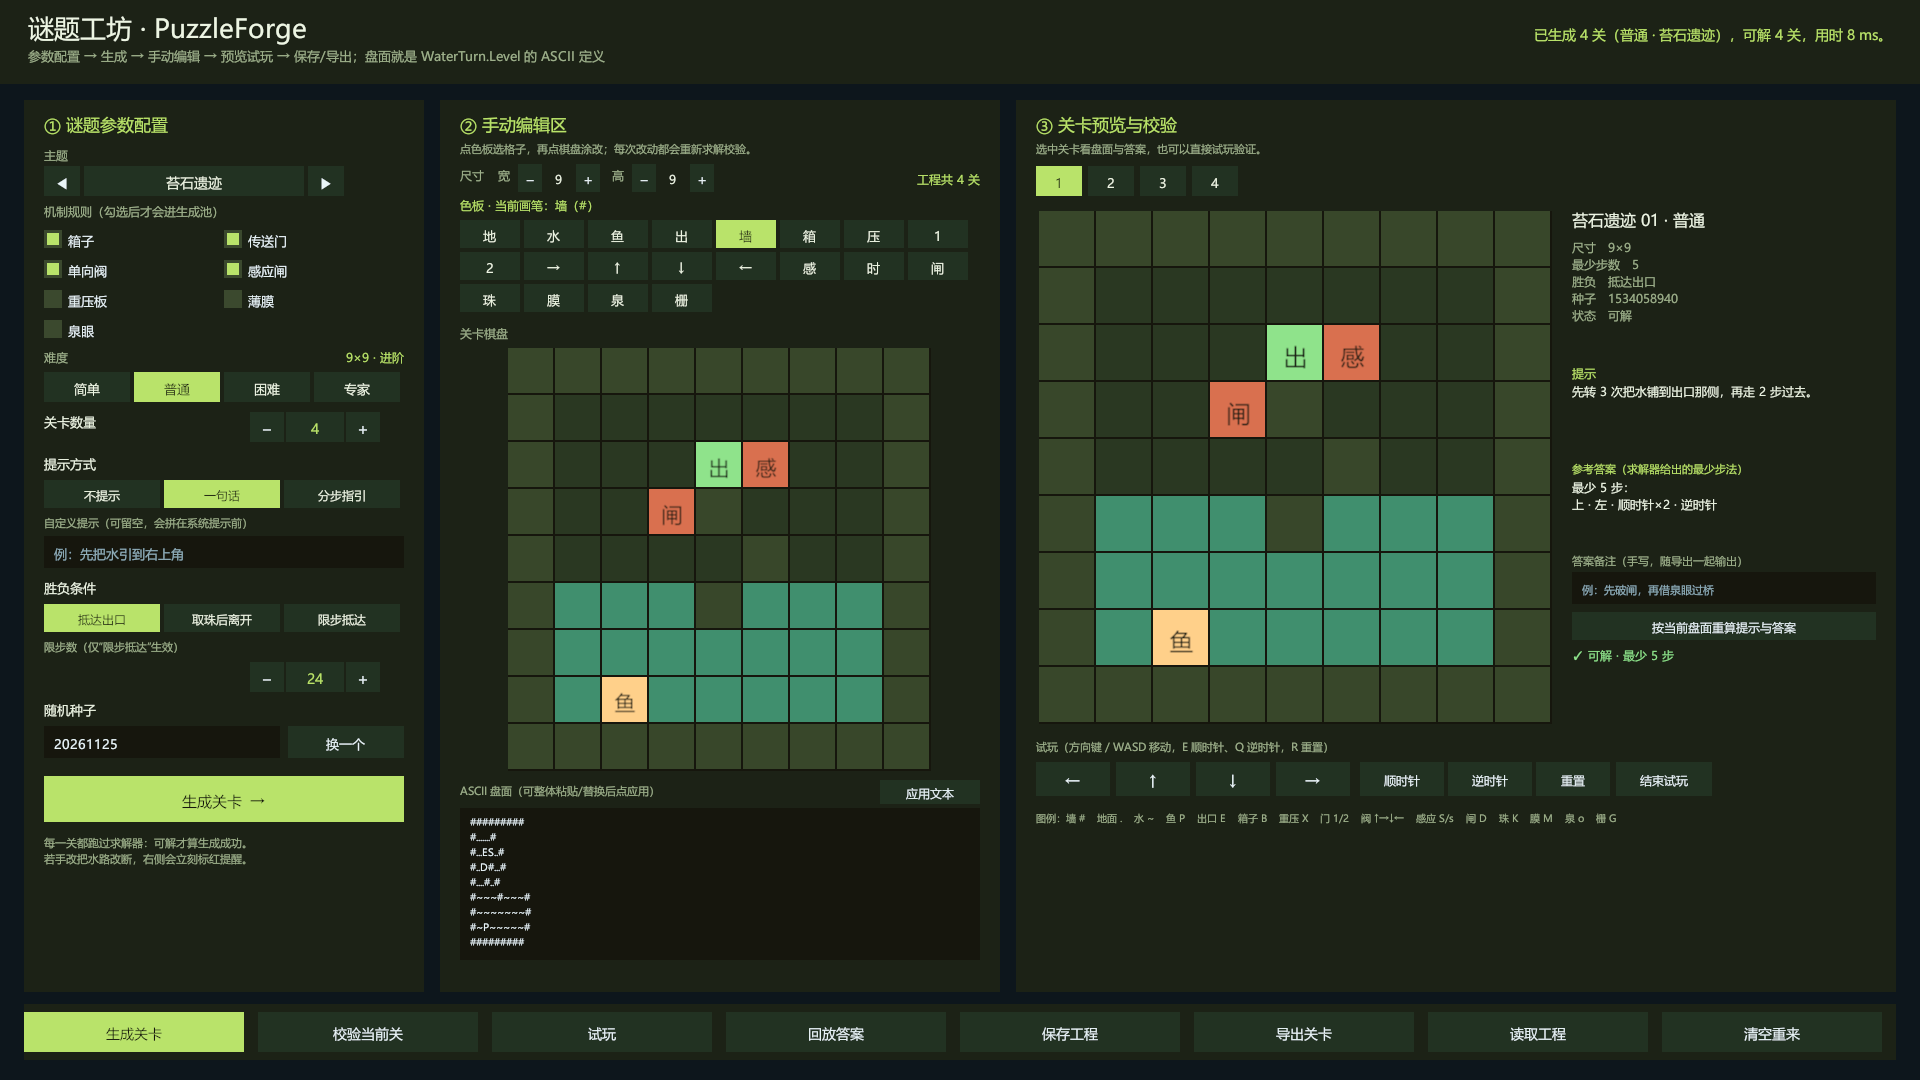 谜题工坊 · PuzzleForge
参数配置 → 生成 → 手动编辑 → 预览试玩 → 保存/导出；盘面就是 WaterTurn.Level 的 ASCII 定义
已生成 4 关（普通 · 苔石遗迹），可解 4 关，用时 8 ms。
① 谜题参数配置
主题
◀ 苔石遗迹 ▶
机制规则（勾选后才会进生成池）
箱子 传送门
单向阀 感应闸
重压板 薄膜
泉眼
难度 9×9 · 进阶
简单 普通 困难 专家
关卡数量 − 4 +
提示方式
不提示 一句话 分步指引
自定义提示（可留空，会拼在系统提示前）
例：先把水引到右上角
胜负条件
抵达出口 取珠后离开 限步抵达
限步数（仅“限步抵达”生效）
− 24 +
随机种子
20261125 换一个
生成关卡 →
每一关都跑过求解器：可解才算生成成功。
若手改把水路改断，右侧会立刻标红提醒。
② 手动编辑区
点色板选格子，再点棋盘涂改；每次改动都会重新求解校验。
尺寸 宽 − 9 + 高 − 9 + 工程共 4 关
色板 · 当前画笔：墙（#）
地 水 鱼 出 墙 箱 压 1
2 → ↑ ↓ ← 感 时 闸
珠 膜 泉 栅
关卡棋盘
出 感
闸
鱼
ASCII 盘面（可整体粘贴/替换后点应用） 应用文本
#########
#.......#
#...ES..#
#..D#...#
#....#..#
#~~~#~~~#
#~~~~~~~#
#~P~~~~~#
#########
③ 关卡预览与校验
选中关卡看盘面与答案，也可以直接试玩验证。
1 2 3 4
出 感
闸
鱼
苔石遗迹 01 · 普通
尺寸 9×9
最少步数 5
胜负 抵达出口
种子 1534058940
状态 可解
提示
先转 3 次把水铺到出口那侧，再走 2 步过去。
参考答案（求解器给出的最少步法）
最少 5 步：
上 · 左 · 顺时针×2 · 逆时针
答案备注（手写，随导出一起输出）
例：先破闸，再借泉眼过桥
按当前盘面重算提示与答案
✓ 可解 · 最少 5 步
试玩（方向键 / WASD 移动，E 顺时针、Q 逆时针，R 重置）
← ↑ ↓ → 顺时针 逆时针 重置 结束试玩
图例：墙 # 地面 . 水 ~ 鱼 P 出口 E 箱子 B 重压 X 门 1/2 阀 ↑→↓← 感应 S/s 闸 D 珠 K 膜 M 泉 o 栅 G
生成关卡 校验当前关 试玩 回放答案 保存工程 导出关卡 读取工程 清空重来